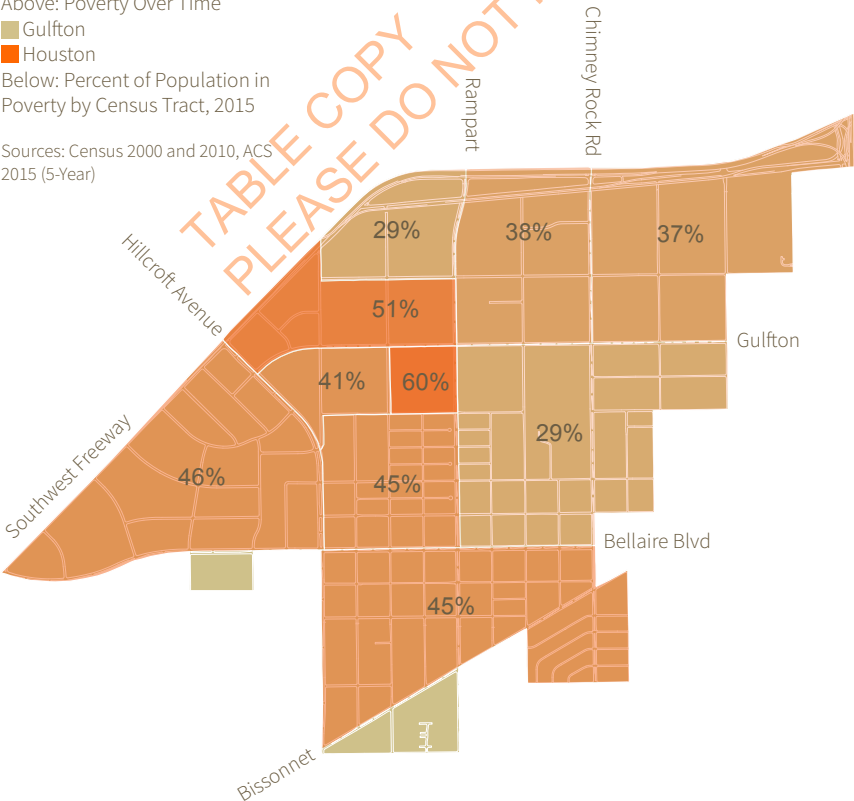 Above: Poverty Over Time
Gulfton
Houston
Below: Percent of Population in
Poverty by Census Tract, 2015
Sources: Census 2000 and 2010, ACS
2015 (5-Year)
TABLE COPY
PLEASE DO NOT
Chimney Rock Rd
Rampart
Hillcroft Avenue
29%
38%
37%
51%
Gulfton
41%
60%
29%
Southwest Freeway
46%
45%
Bellaire Blvd
45%
Bissonnet